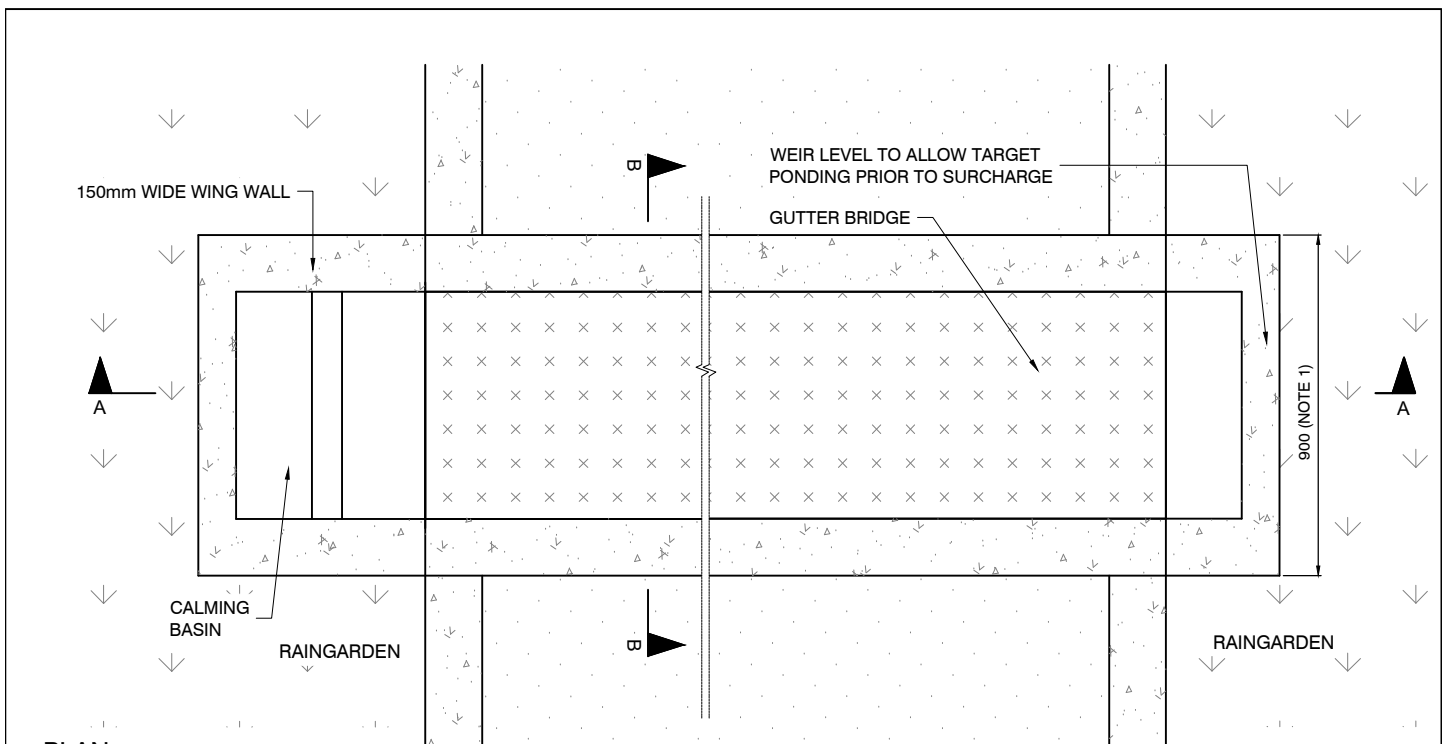 B
WEIR LEVEL TO ALLOW TARGET
PONDING PRIOR TO SURCHARGE
150mm WIDE WING WALL
GUTTER BRIDGE
A
900 (NOTE 1)
A
CALMING
BASIN
RAINGARDEN
B
RAINGARDEN
PLAN